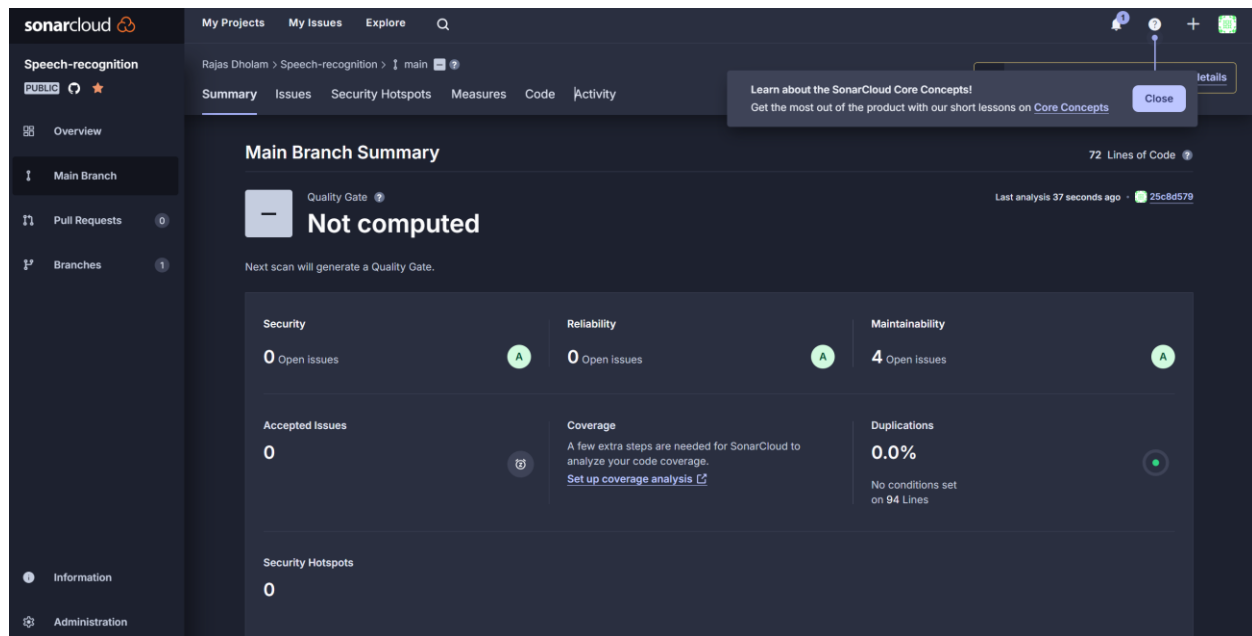 sonarcloud
My Projects My Issues Explore
1
Speech-recognition
PUBLIC
Rajas Dholam > Speech-recognition > main
Summary Issues Security Hotspots Measures Code Activity
Learn about the SonarCloud Core Concepts!
Get the most out of the product with our short lessons on Core Concepts
Close
details
Overview
Main Branch
Pull Requests 0
Branches 1
Information
Administration
Main Branch Summary
72 Lines of Code
Quality Gate
Not computed
Last analysis 37 seconds ago · 25c8d579
Next scan will generate a Quality Gate.
Security
0 Open issues
A
Reliability
0 Open issues
A
Maintainability
4 Open issues
A
Accepted Issues
0
Coverage
A few extra steps are needed for SonarCloud to
analyze your code coverage.
Set up coverage analysis
Duplications
0.0%
No conditions set
on 94 Lines
Security Hotspots
0